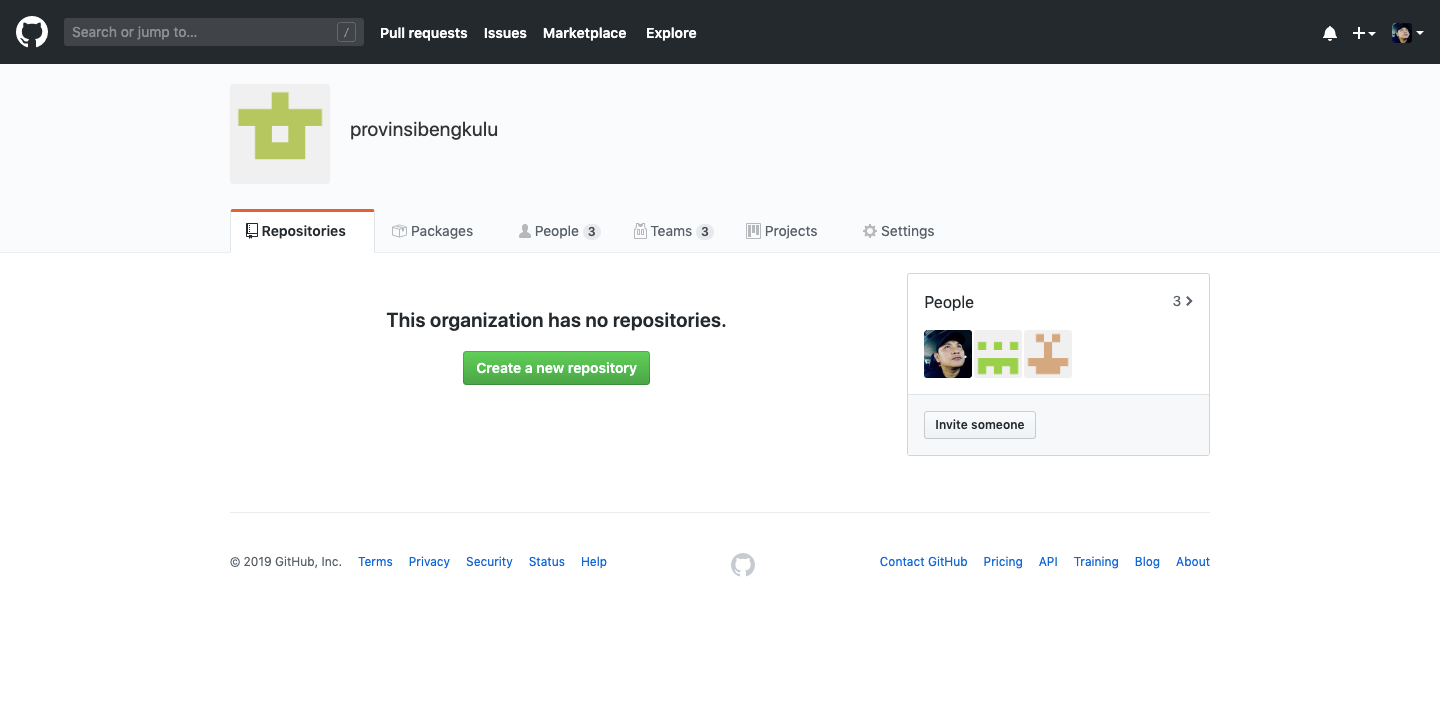 Search or jump to... / Pull requests Issues Marketplace Explore
provinsibengkulu
Repositories Packages People 3 Teams 3 Projects Settings
This organization has no repositories.
Create a new repository
People 3
Invite someone
© 2019 GitHub, Inc. Terms Privacy Security Status Help Contact GitHub Pricing API Training Blog About